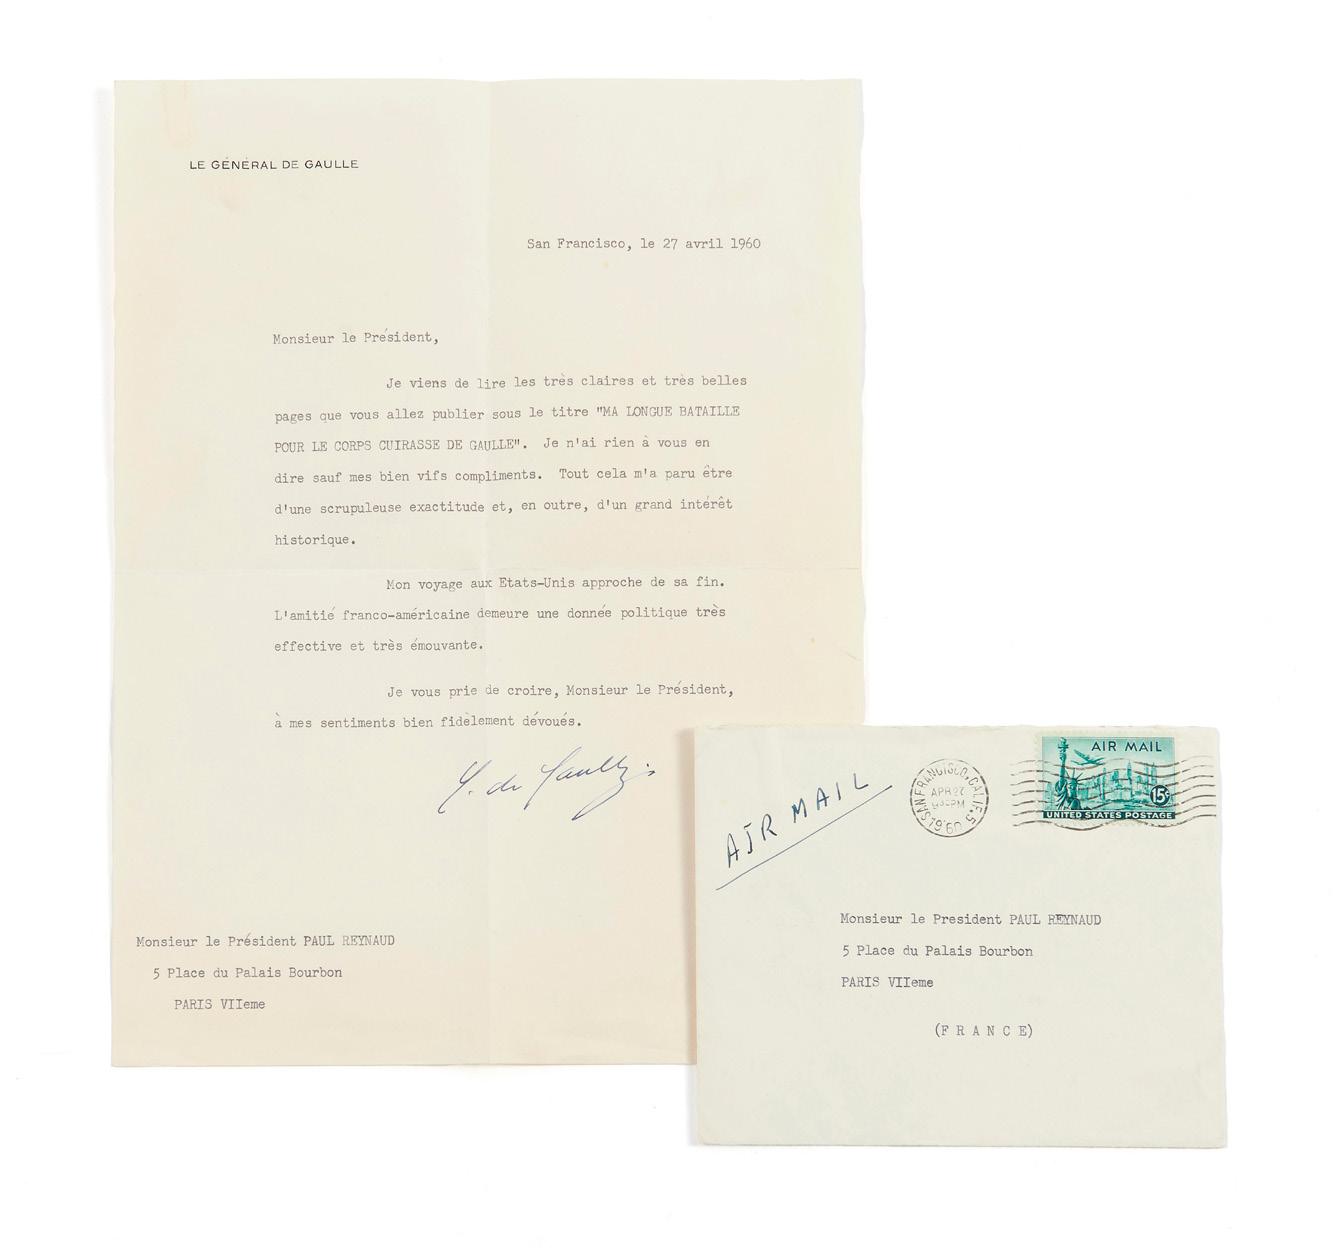 LE GÉNÉRAL DE GAULLE
San Francisco, le 27 avril 1960
Monsieur le Président,
Je viens de lire les très claires et très belles
pages que vous allez publier sous le titre "MA LONGUE BATAILLE
POUR LE CORPS CUIRASSE DE GAULLE". Je n'ai rien à vous en
dire sauf mes bien vifs compliments. Tout cela m'a paru être
d'une scrupuleuse exactitude et, en outre, d'un grand intérêt
historique.
Mon voyage aux Etats-Unis approche de sa fin.
L'amitié franco-américaine demeure une donnée politique très
effective et très émouvante.
Je vous prie de croire, Monsieur le Président,
à mes sentiments bien fidèlement dévoués.
C. de Gaulle.
Monsieur le Président PAUL REYNAUD
5 Place du Palais Bourbon
PARIS VIIeme
AIR MAIL
SAN FRANCISCO, CALIF. 5
APR 27
PM
1960
AIR MAIL
15¢
UNITED STATES POSTAGE
Monsieur le President PAUL REYNAUD
5 Place du Palais Bourbon
PARIS VIIeme
(F R A N C E)